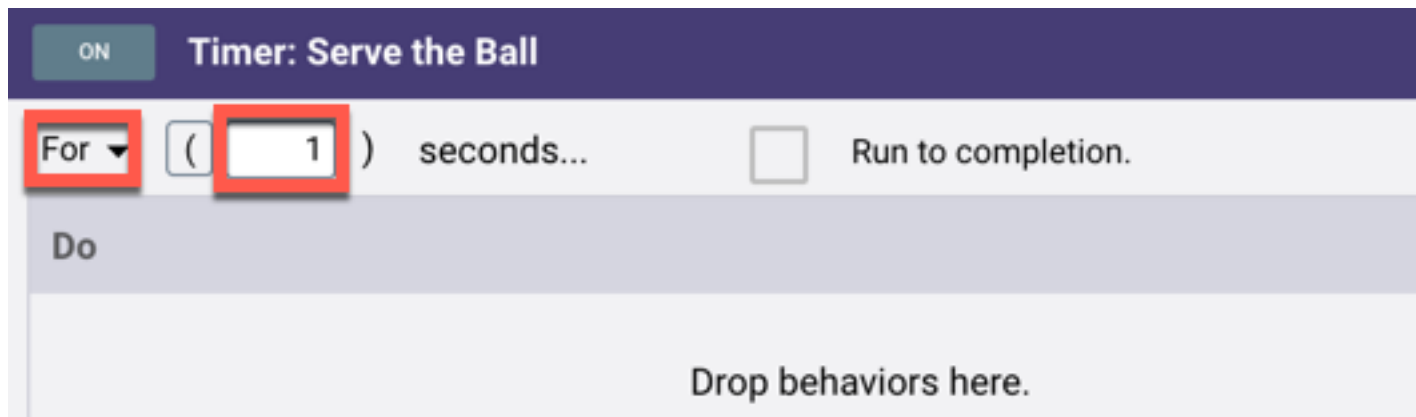 ON Timer: Serve the Ball
For ( 1 ) seconds... Run to completion.
Do
Drop behaviors here.